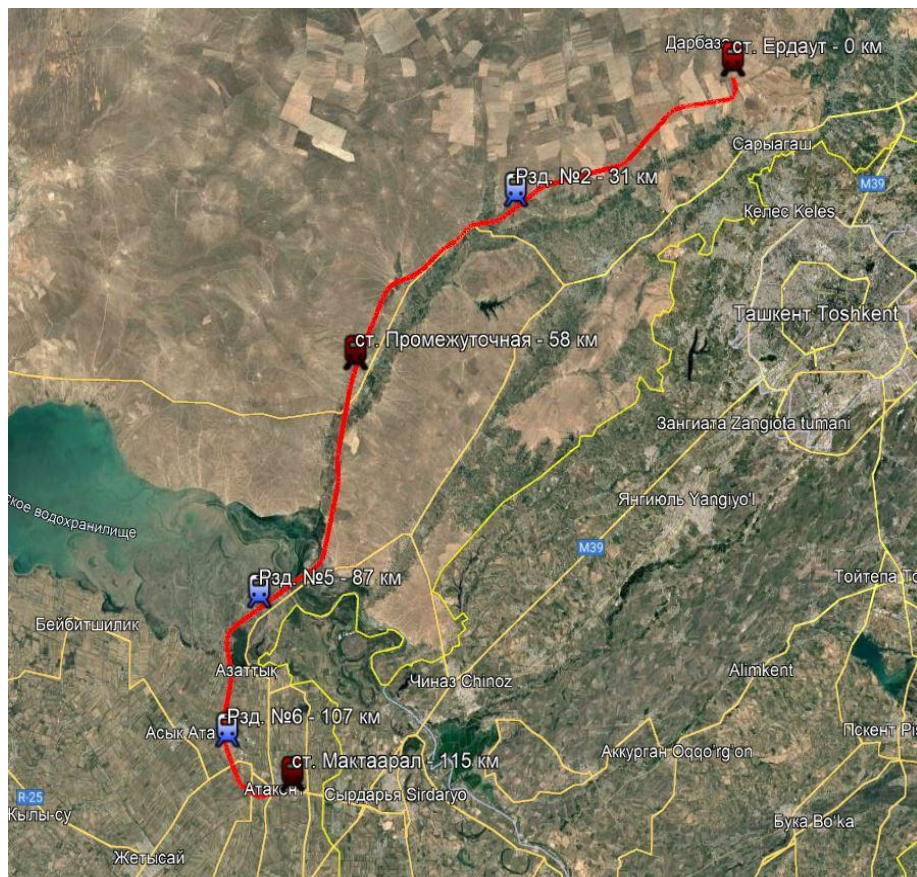 Дарбаза
ст. Ердаут - 0 км
Сарыагаш
M39
Рзд. №2 - 31 км
Келес Keles
Ташкент Toshkent
ст. Промежуточная - 58 км
Зангиата Zangiota tumani
Янгиюль Yangiyo'l
ское водохранилище
M39
Рзд. №5 - 87 км
Тойтепа To
Бейбитшилик
Азаттык
Чиназ Chinoz
Alimkent
Рзд. №6 - 107 км
Асык Ата
Пскент Pis
Аккурган Oqqo'rg'on
ст. Мактаарал - 115 км
Сырдарья Sirdaryo
R-25
Кылы-су
Бука Bo'ka
Жетысай